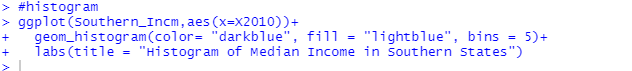 > #histogram
> ggplot(Southern_Incm,aes(x=X2010))+
+   geom_histogram(color= "darkblue", fill = "lightblue", bins = 5)+
+   labs(title = "Histogram of Median Income in Southern States")
>